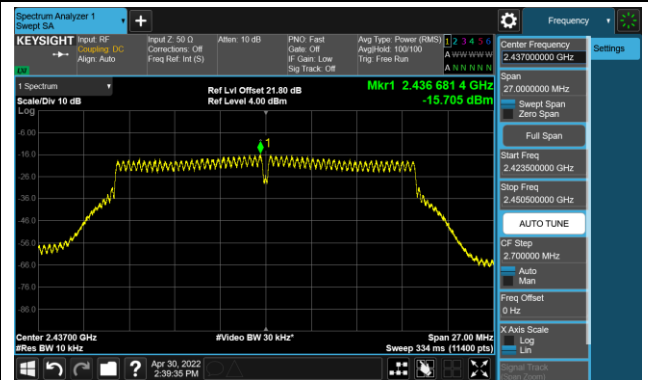 Spectrum Analyzer 1
Swept SA
Frequency
KEYSIGHT
Input: RF
Coupling: DC
Align: Auto
Input Z: 50 Ω
Corrections: Off
Freq Ref: Int (S)
Atten: 10 dB
PNO: Fast
Gate: Off
IF Gain: Low
Sig Track: Off
Avg Type: Power (RMS)
Avg|Hold: 100/100
Trig: Free Run
1 2 3 4 5 6
A W W W W W
A N N N N N
LXI
1 Spectrum
Scale/Div 10 dB
Log
Ref Lvl Offset 21.80 dB
Ref Level 4.00 dBm
Mkr1 2.436 681 4 GHz
-15.705 dBm
1
-6.00
-16.0
-26.0
-36.0
-46.0
-56.0
-66.0
-76.0
-86.0
Center 2.43700 GHz
#Res BW 10 kHz
#Video BW 30 kHz*
Span 27.00 MHz
Sweep 334 ms (11400 pts)
Center Frequency
2.437000000 GHz
Settings
Span
27.0000000 MHz
Swept Span
Zero Span
Full Span
Start Freq
2.423500000 GHz
Stop Freq
2.450500000 GHz
AUTO TUNE
CF Step
2.700000 MHz
Auto
Man
Freq Offset
0 Hz
X Axis Scale
Log
Lin
Signal Track
(Span Zoom)
?
Apr 30, 2022
2:39:35 PM